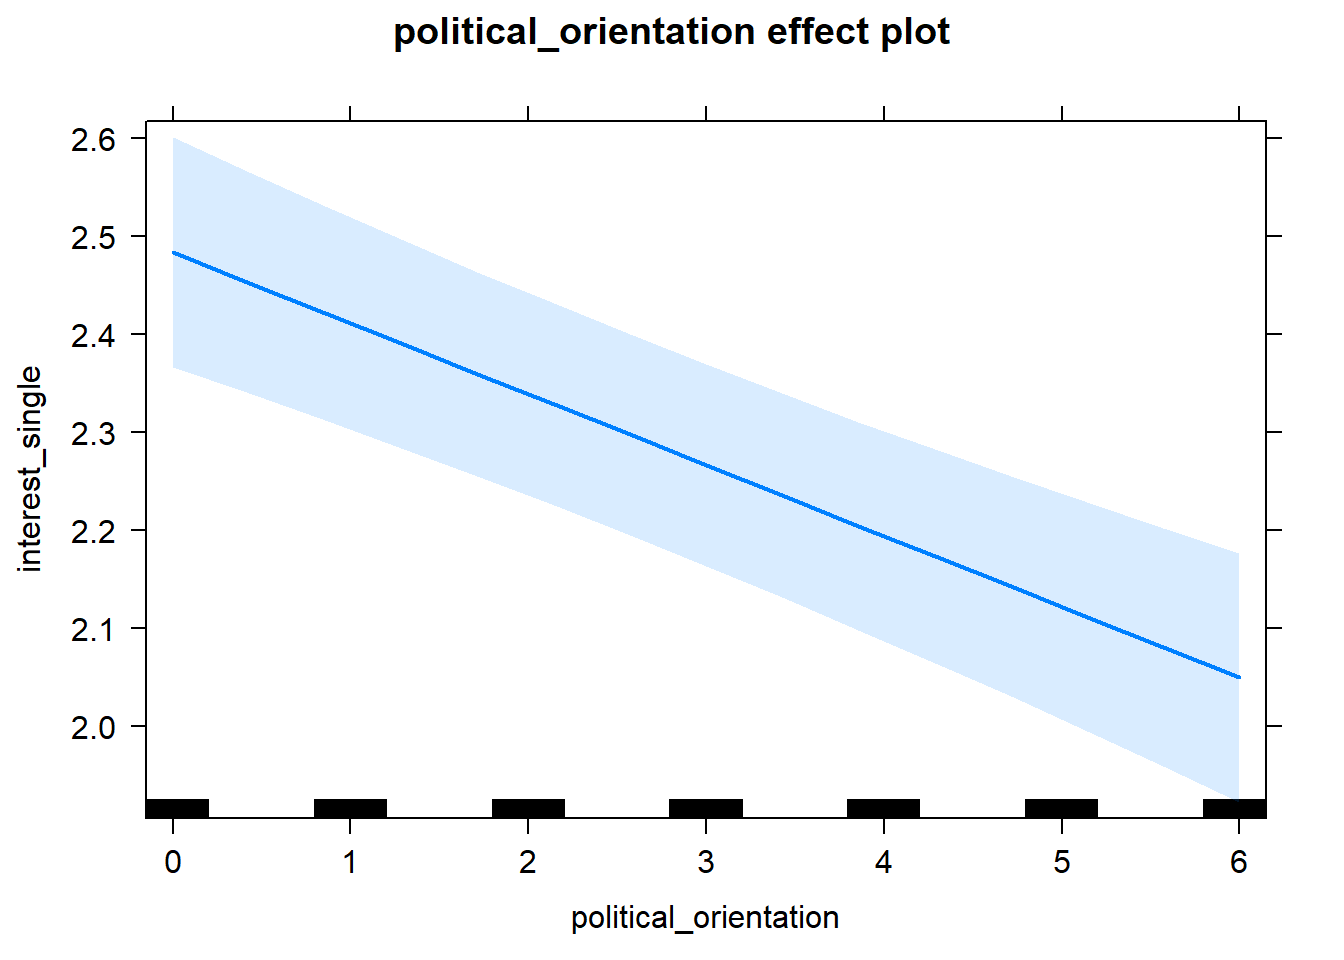 political_orientation effect plot
2.6
2.5
2.4
2.3
2.2
2.1
2.0
interest_single
0 1 2 3 4 5 6
political_orientation